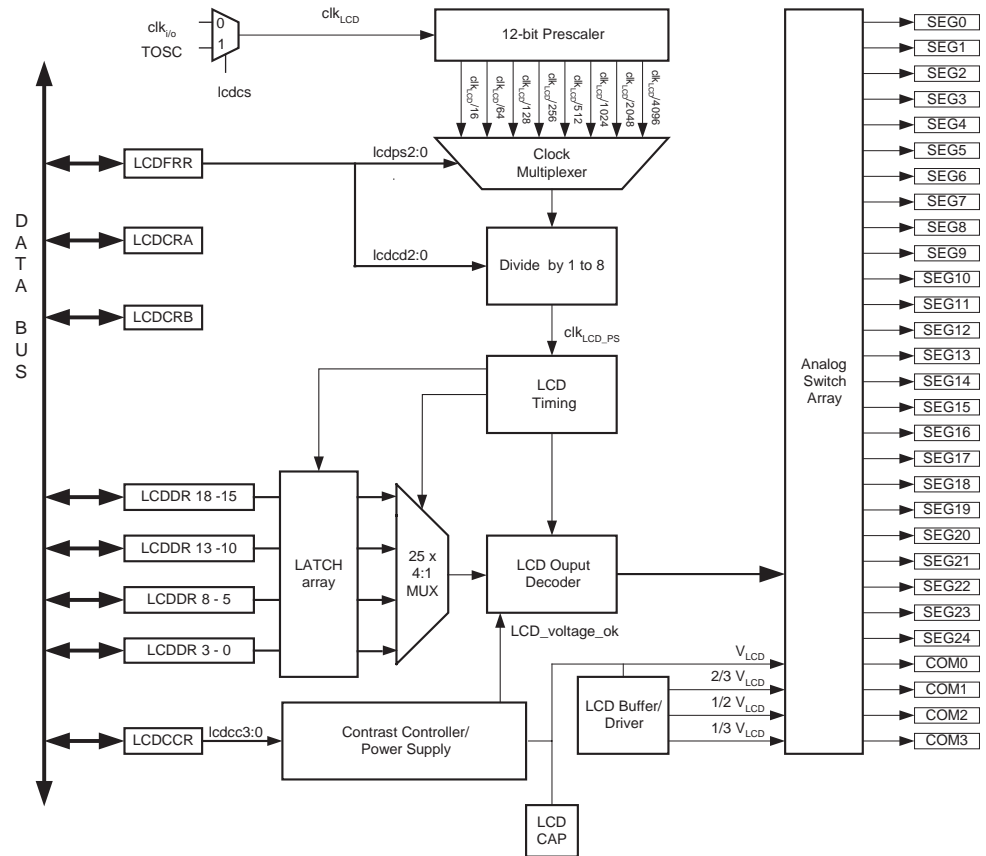 clk_i/o
0
TOSC
1
lcdcs
clk_LCD
12-bit Prescaler
clk_LCD/16
clk_LCD/64
clk_LCD/128
clk_LCD/256
clk_LCD/512
clk_LCD/1024
clk_LCD/2048
clk_LCD/4096
LCDFRR
lcdps2:0
Clock
Multiplexer
D
A
T
A
B
U
S
LCDCRA
lcdcd2:0
Divide by 1 to 8
LCDCRB
clk_LCD_PS
LCD
Timing
LCDDR 18 -15
LCDDR 13 -10
LCDDR 8 - 5
LCDDR 3 - 0
LATCH
array
25 x
4:1
MUX
LCD Ouput
Decoder
LCD_voltage_ok
LCDCCR
lcdcc3:0
Contrast Controller/
Power Supply
LCD
CAP
LCD Buffer/
Driver
V_LCD
2/3 V_LCD
1/2 V_LCD
1/3 V_LCD
Analog
Switch
Array
SEG0
SEG1
SEG2
SEG3
SEG4
SEG5
SEG6
SEG7
SEG8
SEG9
SEG10
SEG11
SEG12
SEG13
SEG14
SEG15
SEG16
SEG17
SEG18
SEG19
SEG20
SEG21
SEG22
SEG23
SEG24
COM0
COM1
COM2
COM3